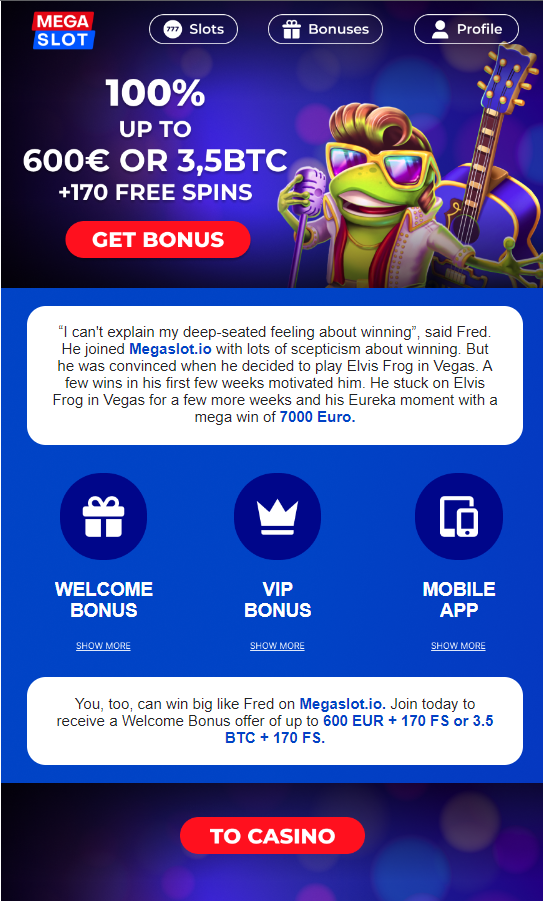 MEGA
SLOT
777 Slots
Bonuses
Profile
100%
UP TO
600€ OR 3,5BTC
+170 FREE SPINS
GET BONUS
“I can't explain my deep-seated feeling about winning”, said Fred.
He joined Megaslot.io with lots of scepticism about winning. But
he was convinced when he decided to play Elvis Frog in Vegas. A
few wins in his first few weeks motivated him. He stuck on Elvis
Frog in Vegas for a few more weeks and his Eureka moment with a
mega win of 7000 Euro.
WELCOME
BONUS
SHOW MORE
VIP
BONUS
SHOW MORE
MOBILE
APP
SHOW MORE
You, too, can win big like Fred on Megaslot.io. Join today to
receive a Welcome Bonus offer of up to 600 EUR + 170 FS or 3.5
BTC + 170 FS.
TO CASINO